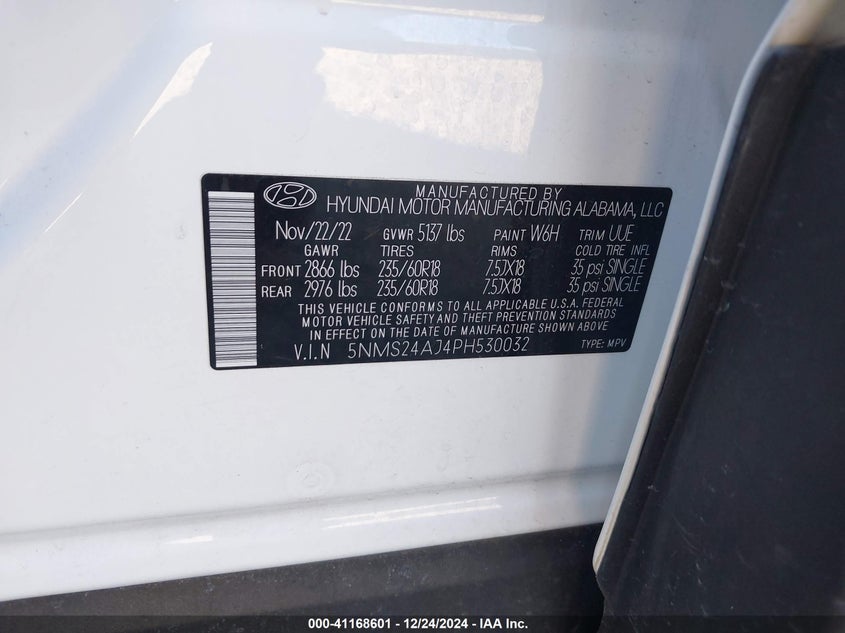 MANUFACTURED BY
HYUNDAI MOTOR MANUFACTURING ALABAMA, LLC
Nov/22/22 GVWR 5137 lbs PAINT W6H TRIM UUE
GAWR TIRES RIMS COLD TIRE INFL
FRONT 2866 lbs 235/60R18 7.5JX18 35 psi SINGLE
REAR 2976 lbs 235/60R18 7.5JX18 35 psi SINGLE
THIS VEHICLE CONFORMS TO ALL APPLICABLE U.S.A. FEDERAL
MOTOR VEHICLE SAFETY AND THEFT PREVENTION STANDARDS
IN EFFECT ON THE DATE OF MANUFACTURE SHOWN ABOVE
V.I.N 5NMS24AJ4PH530032 TYPE: MPV
000-41168601 - 12/24/2024 - IAA Inc.